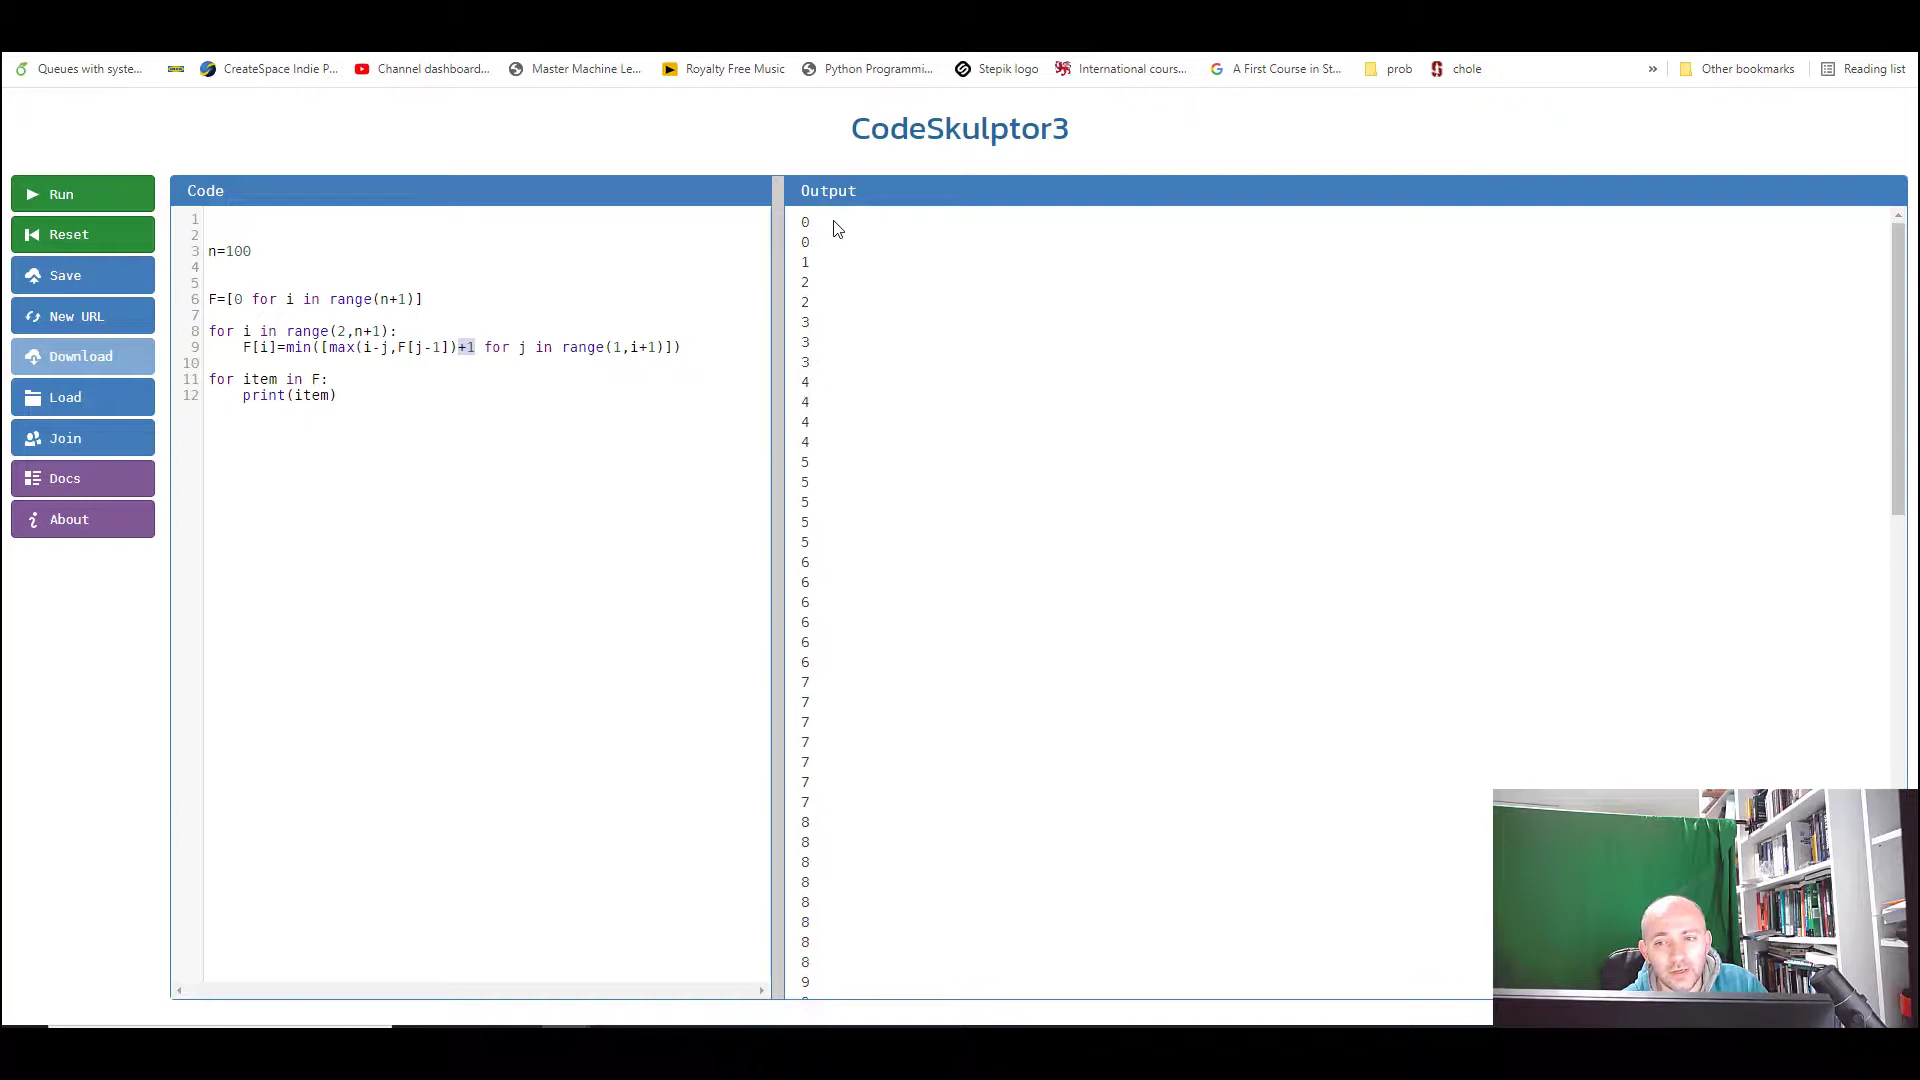 Queues with syste... CreateSpace Indie P... Channel dashboard... Master Machine Le... Royalty Free Music Python Programmi... Stepik logo International cours... A First Course in St... prob chole » Other bookmarks Reading list
CodeSkulptor3
Run
Reset
Save
New URL
Download
Load
Join
Docs
About
Code
1
2
3 n=100
4
5
6 F=[0 for i in range(n+1)]
7
8 for i in range(2,n+1):
9 F[i]=min([max(i-j,F[j-1])+1 for j in range(1,i+1)])
10
11 for item in F:
12 print(item)
Output
0
0
1
2
2
3
3
3
4
4
4
4
5
5
5
5
5
6
6
6
6
6
6
7
7
7
7
7
7
7
8
8
8
8
8
8
8
8
9